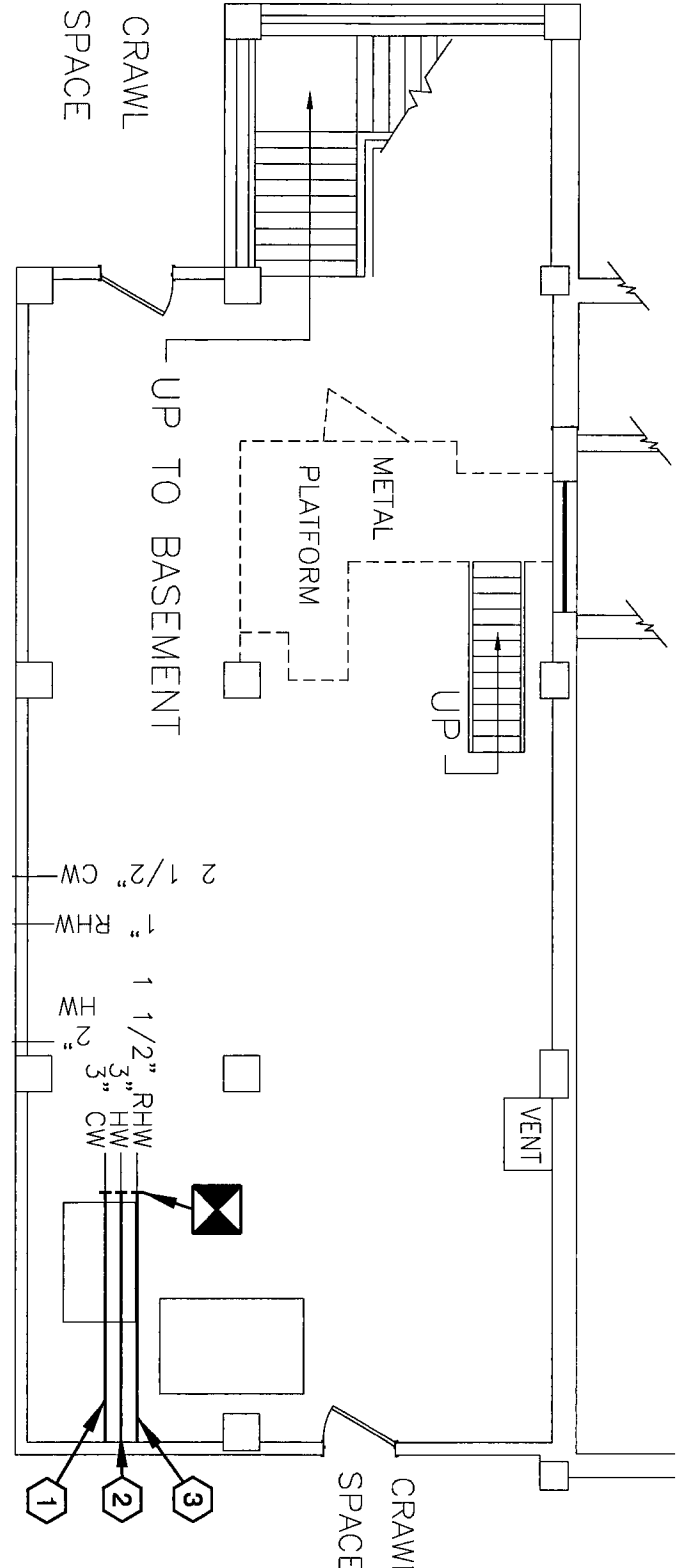 CRAWL
SPACE
UP TO BASEMENT
METAL
PLATFORM
UP
2 1/2" CW
1" RHW
2"
HW
1 1/2" RHW
3" HW
3" CW
VENT
1
2
3
CRAWL
SPACE